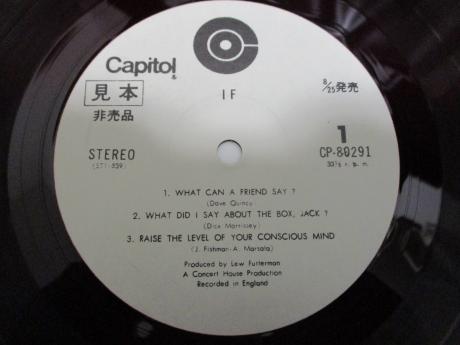 Capitol®
IF
見本
非売品
8/25発売
1
STEREO
CP-80291
(ST1-539)
33⅓ r.p.m.
1. WHAT CAN A FRIEND SAY ?
(Dave Quincy)
2. WHAT DID I SAY ABOUT THE BOX, JACK ?
(Dick Morrissey)
3. RAISE THE LEVEL OF YOUR CONSCIOUS MIND
(J. Fishman-A. Marsala)
Produced by Lew Futterman
A Concert House Production
Recorded in England